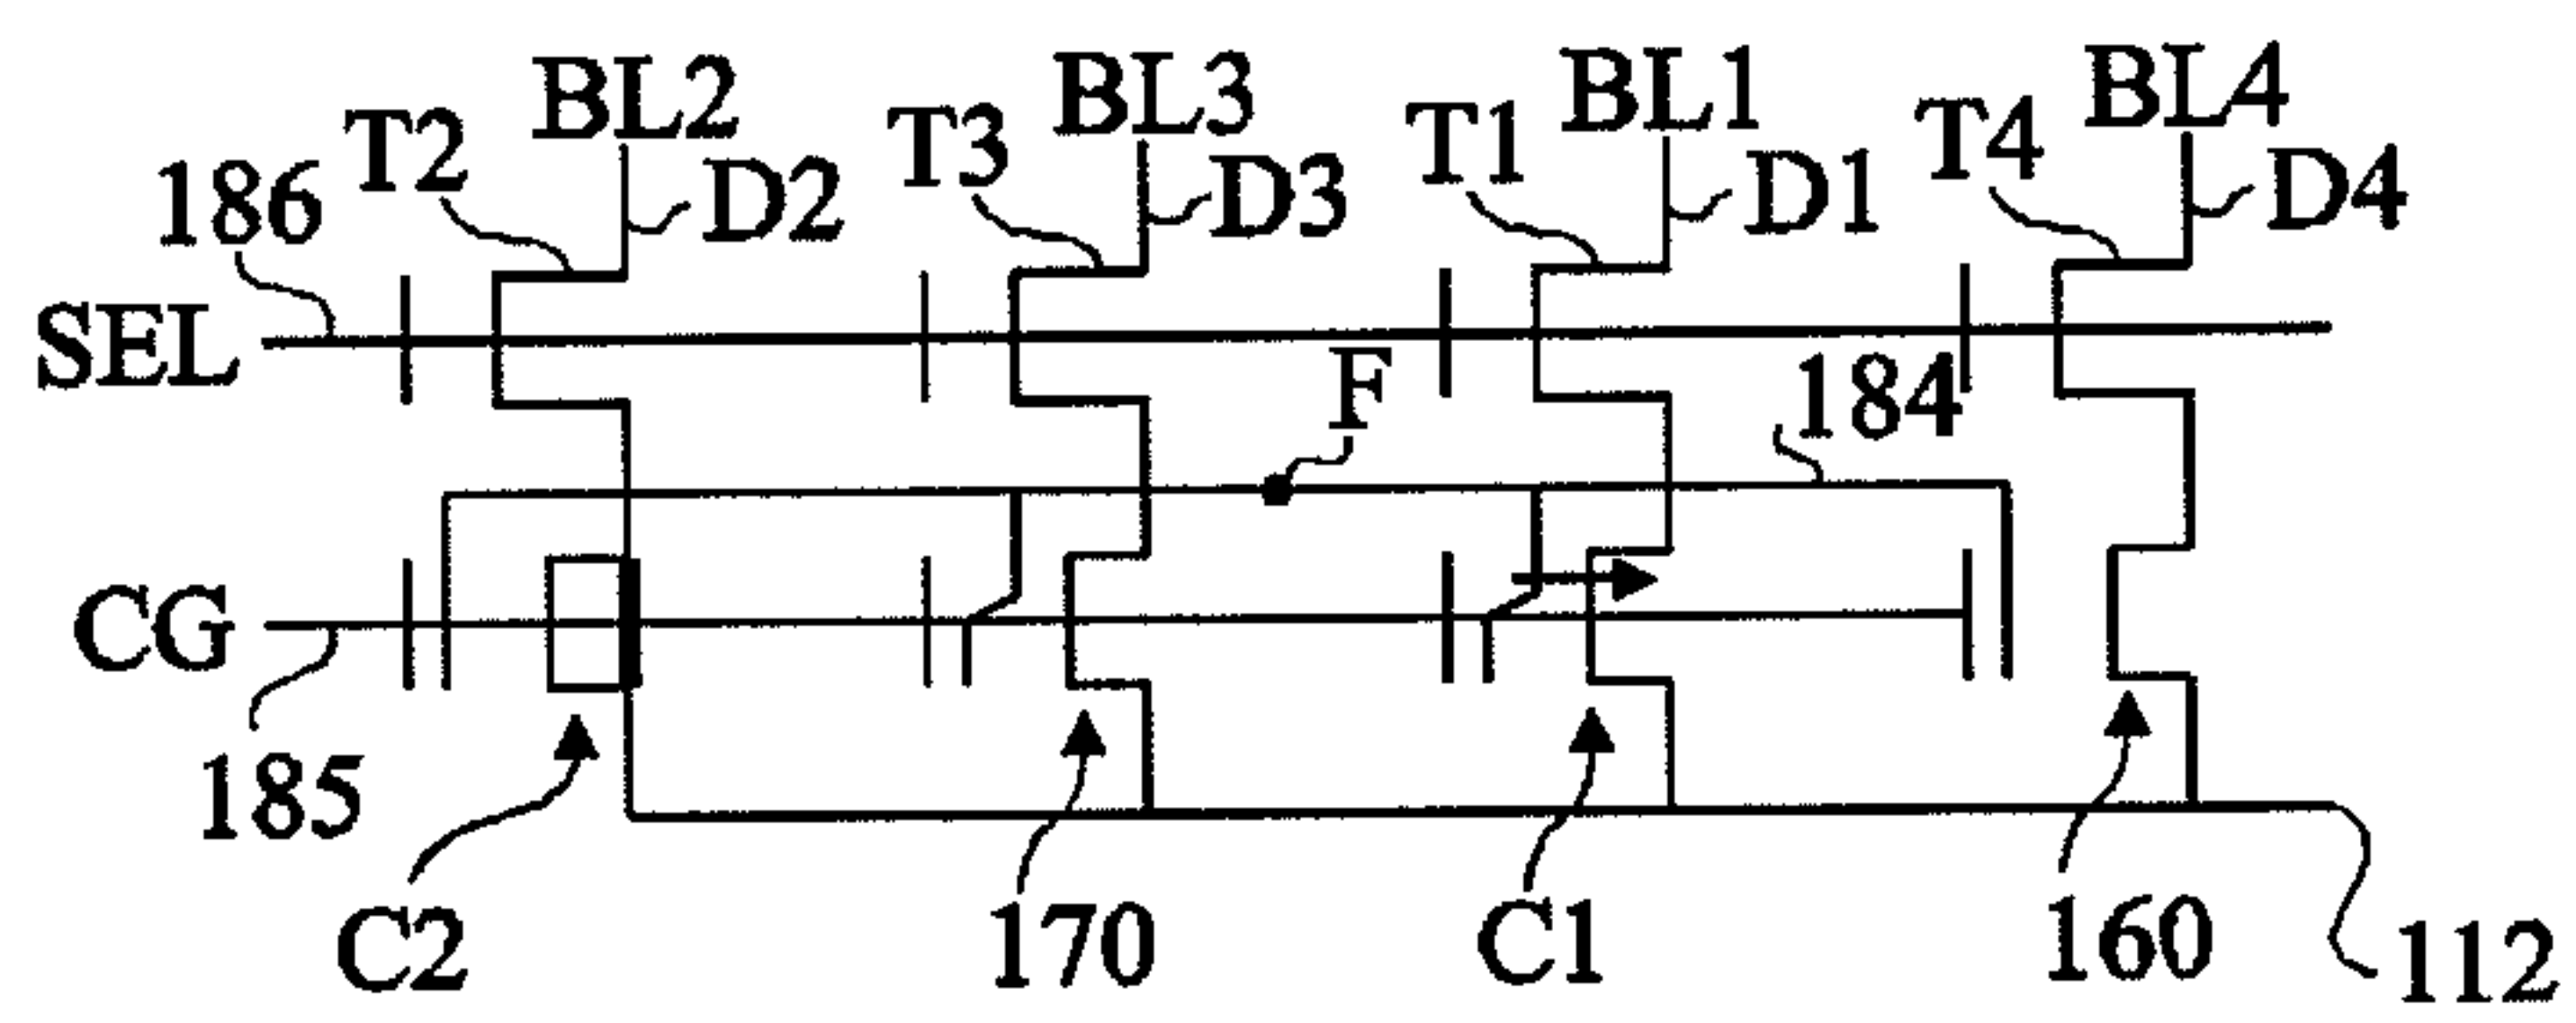 BL2 BL3 BL1 BL4
T2 T3 T1 T4
186 D2 D3 D1 D4
SEL F 184
CG
185
C2 170 C1 160 112